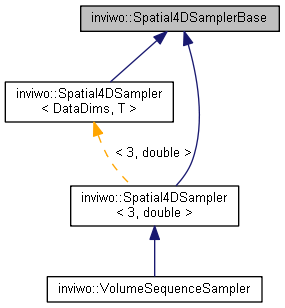 inviwo::Spatial4DSamplerBase
inviwo::Spatial4DSampler
< DataDims, T >
< 3, double >
inviwo::Spatial4DSampler
< 3, double >
inviwo::VolumeSequenceSampler